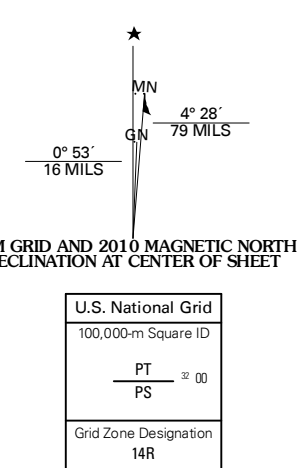 ★
MN
4° 28´
79 MILS
GN
0° 53´
16 MILS
M GRID AND 2010 MAGNETIC NORTH
ECLINATION AT CENTER OF SHEET
U.S. National Grid
100,000-m Square ID
PT
32 00
PS
Grid Zone Designation
14R